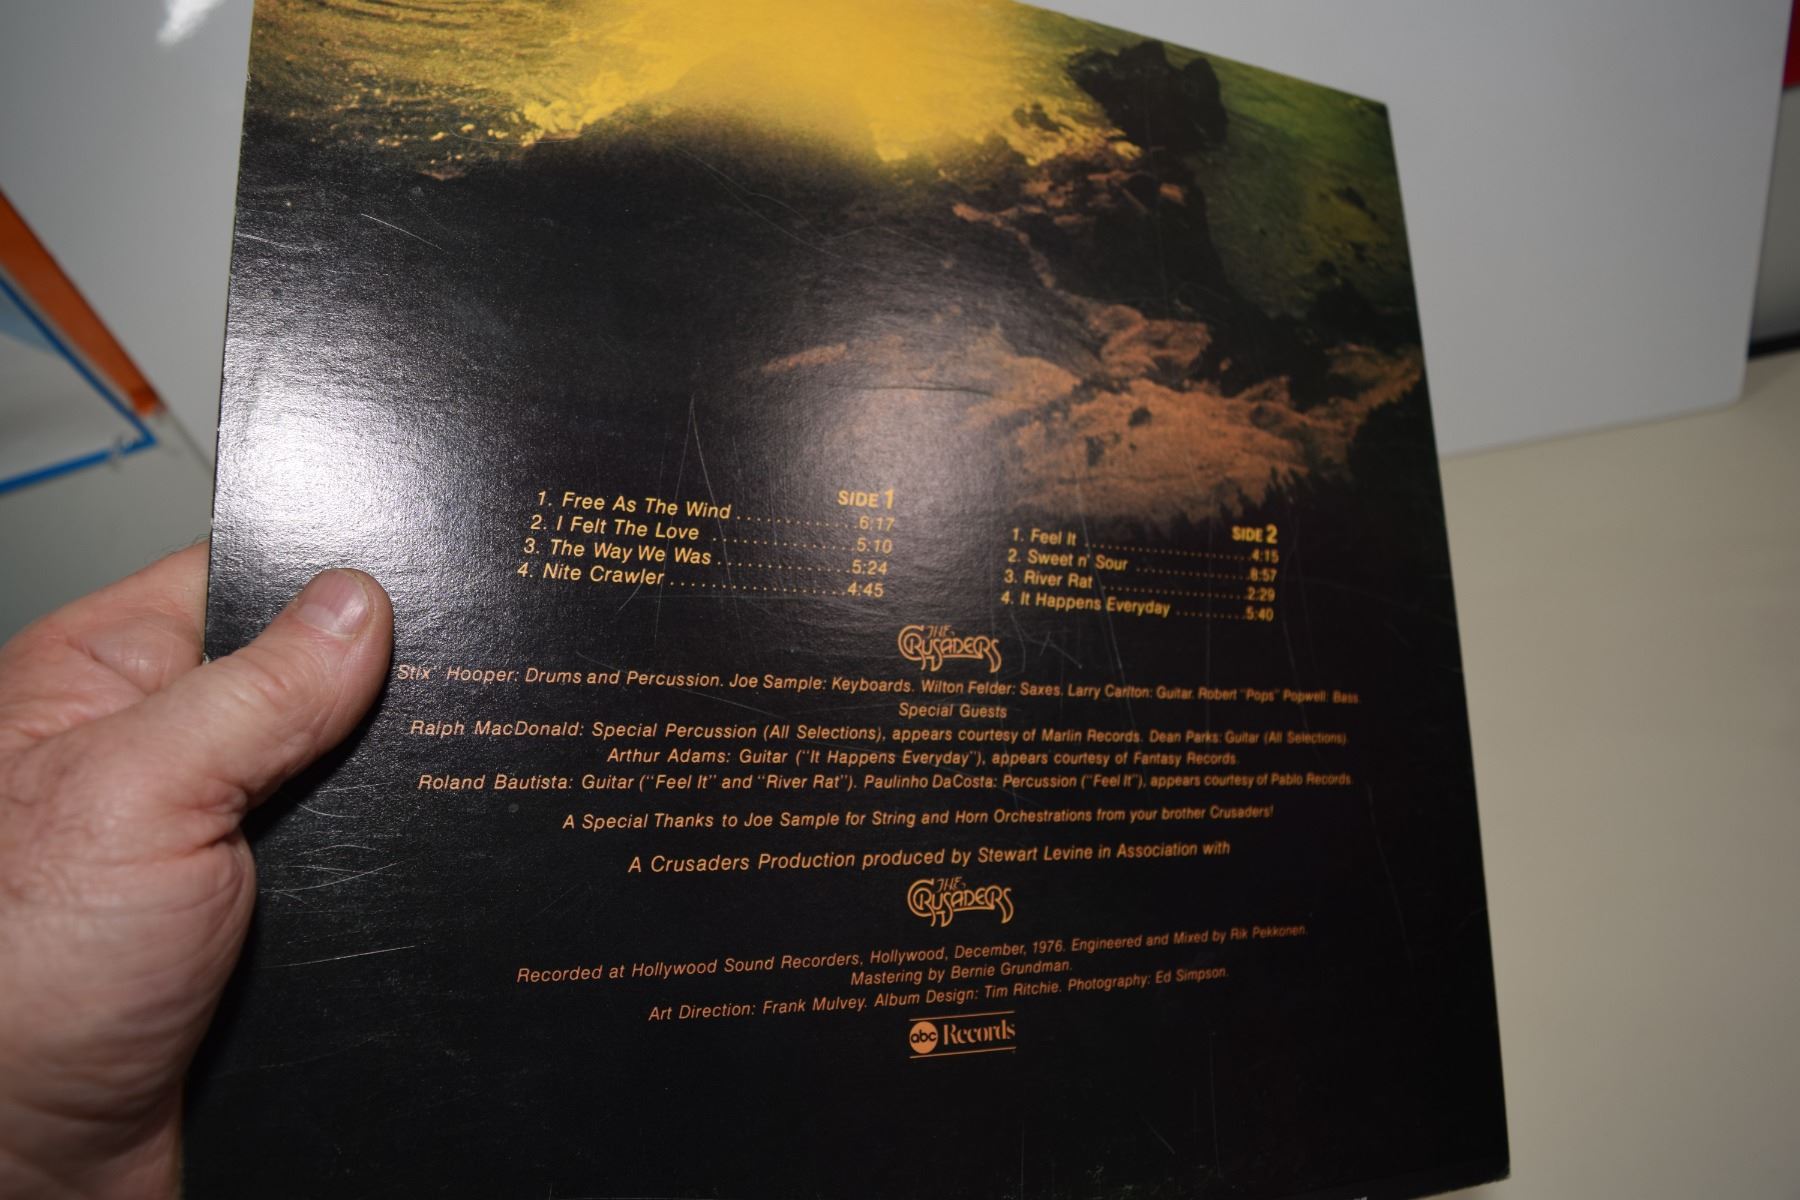 SIDE 1
1. Free As The Wind ............. 6:17
2. I Felt The Love ............... 5:10
3. The Way We Was ............. 5:24
4. Nite Crawler ................. 4:45
SIDE 2
1. Feel It ..................... 4:15
2. Sweet n' Sour .............. 8:57
3. River Rat .................. 2:29
4. It Happens Everyday ......... 5:40
THE CRUSADERS
Stix' Hooper: Drums and Percussion. Joe Sample: Keyboards. Wilton Felder: Saxes. Larry Carlton: Guitar. Robert "Pops" Popwell: Bass.
Special Guests
Ralph MacDonald: Special Percussion (All Selections), appears courtesy of Marlin Records. Dean Parks: Guitar (All Selections).
Arthur Adams: Guitar ("It Happens Everyday"), appears courtesy of Fantasy Records.
Roland Bautista: Guitar ("Feel It" and "River Rat"). Paulinho DaCosta: Percussion ("Feel It"), appears courtesy of Pablo Records.
A Special Thanks to Joe Sample for String and Horn Orchestrations from your brother Crusaders!
A Crusaders Production produced by Stewart Levine in Association with
THE CRUSADERS
Recorded at Hollywood Sound Recorders, Hollywood, December, 1976. Engineered and Mixed by Rik Pekkonen.
Mastering by Bernie Grundman.
Art Direction: Frank Mulvey. Album Design: Tim Ritchie. Photography: Ed Simpson.
abc Records